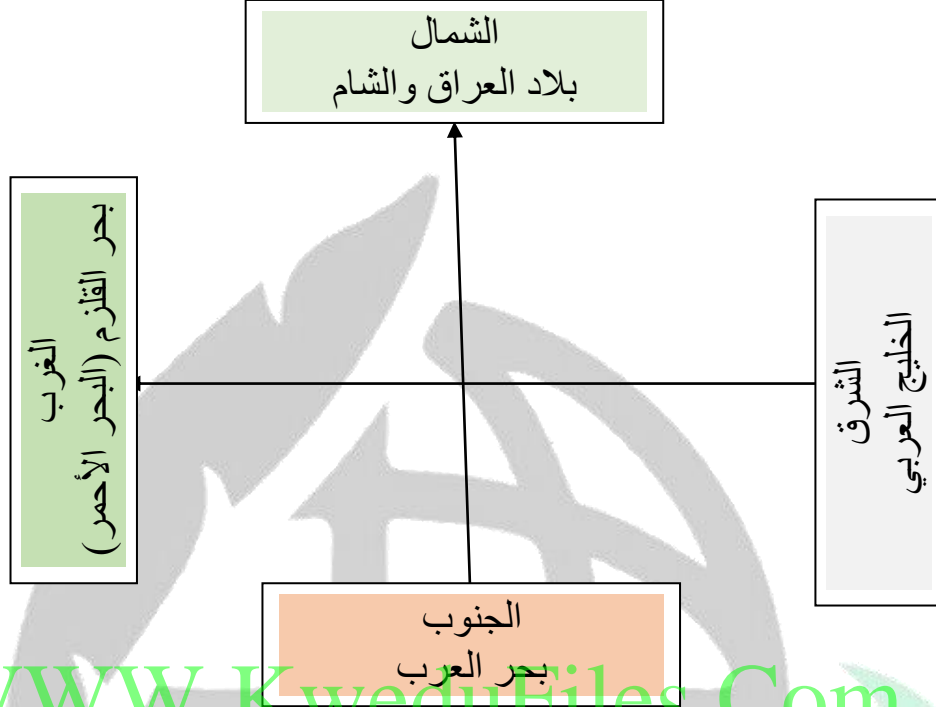 الشمال
بلاد العراق والشام
الشرق
الخليج العربي
الغرب
بحر القلزم (البحر الأحمر)
الجنوب
بحر العرب
WWW.KweduFiles.Com